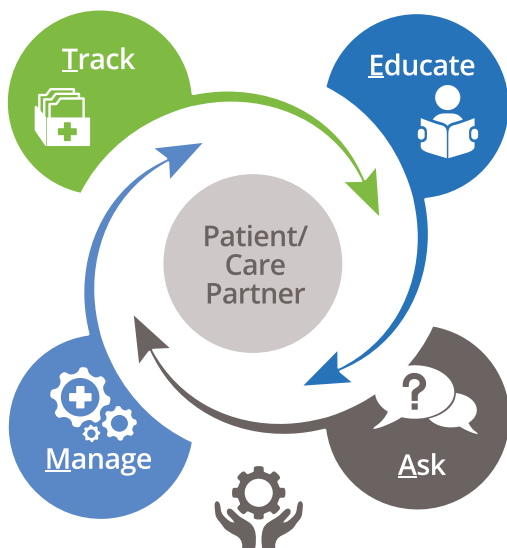 Track
Educate
Patient/
Care
Partner
?
Manage
Ask